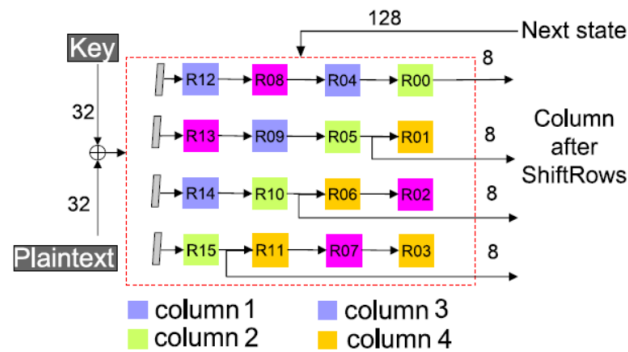 128
Next state
Key
8
R12
R08
R04
R00
32
R13
R09
R05
R01
8
Column
after
ShiftRows
R14
R10
R06
R02
8
32
Plaintext
R15
R11
R07
R03
8
column 1
column 3
column 2
column 4